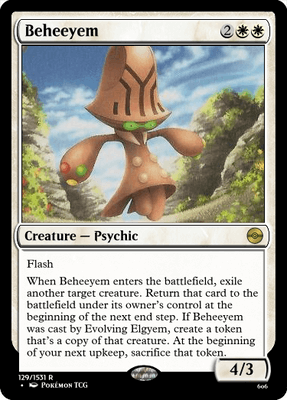 Beheeyem 2
Creature — Psychic
Flash
When Beheeyem enters the battlefield, exile
another target creature. Return that card to the
battlefield under its owner's control at the
beginning of the next end step. If Beheeyem
was cast by Evolving Elgyem, create a token
that's a copy of that creature. At the beginning
of your next upkeep, sacrifice that token.
4/3
129/1531 R
• Pokémon TCG
606